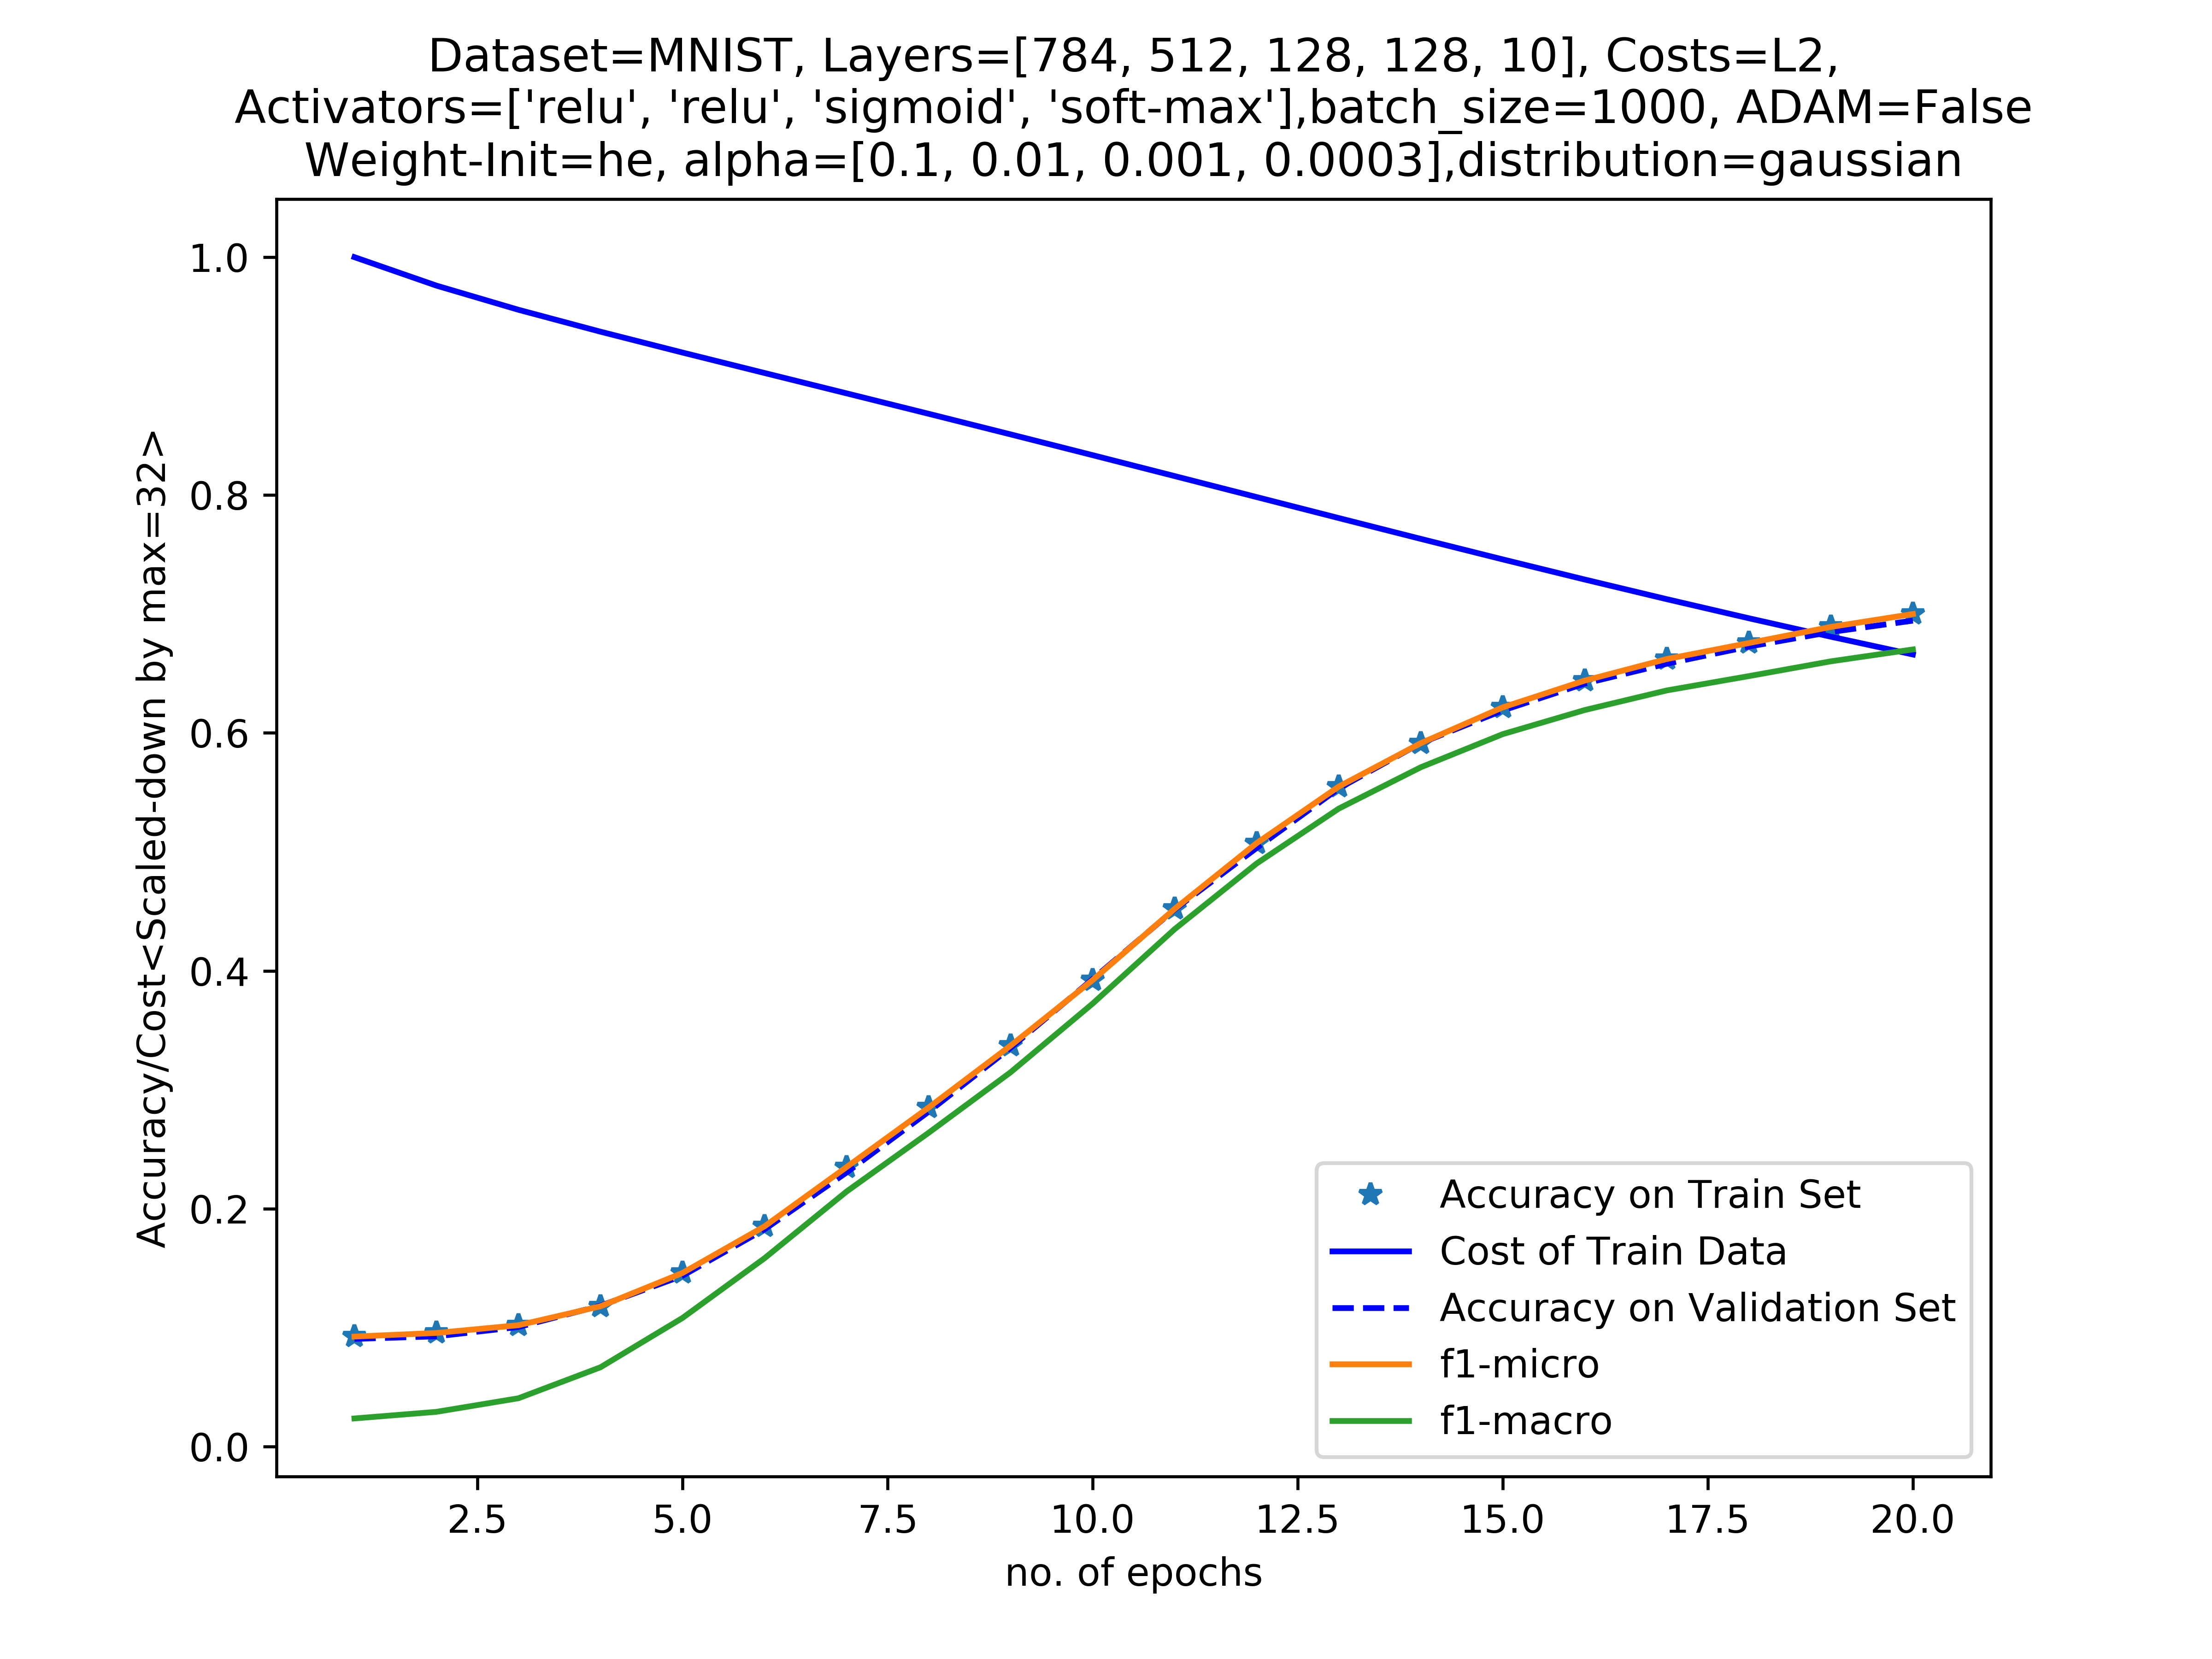 Dataset=MNIST, Layers=[784, 512, 128, 128, 10], Costs=L2,
Activators=['relu', 'relu', 'sigmoid', 'soft-max'],batch_size=1000, ADAM=False
Weight-Init=he, alpha=[0.1, 0.01, 0.001, 0.0003],distribution=gaussian
Accuracy/Cost<Scaled-down by max=32>
1.0
0.8
0.6
0.4
0.2
0.0
Accuracy on Train Set
Cost of Train Data
Accuracy on Validation Set
f1-micro
f1-macro
2.5 5.0 7.5 10.0 12.5 15.0 17.5 20.0
no. of epochs